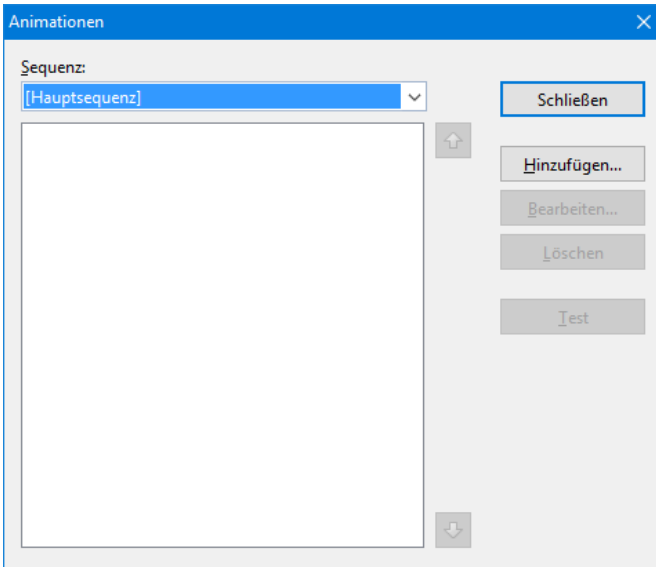 Animationen
Sequenz:
[Hauptsequenz]
Schließen
Hinzufügen...
Bearbeiten...
Löschen
Test